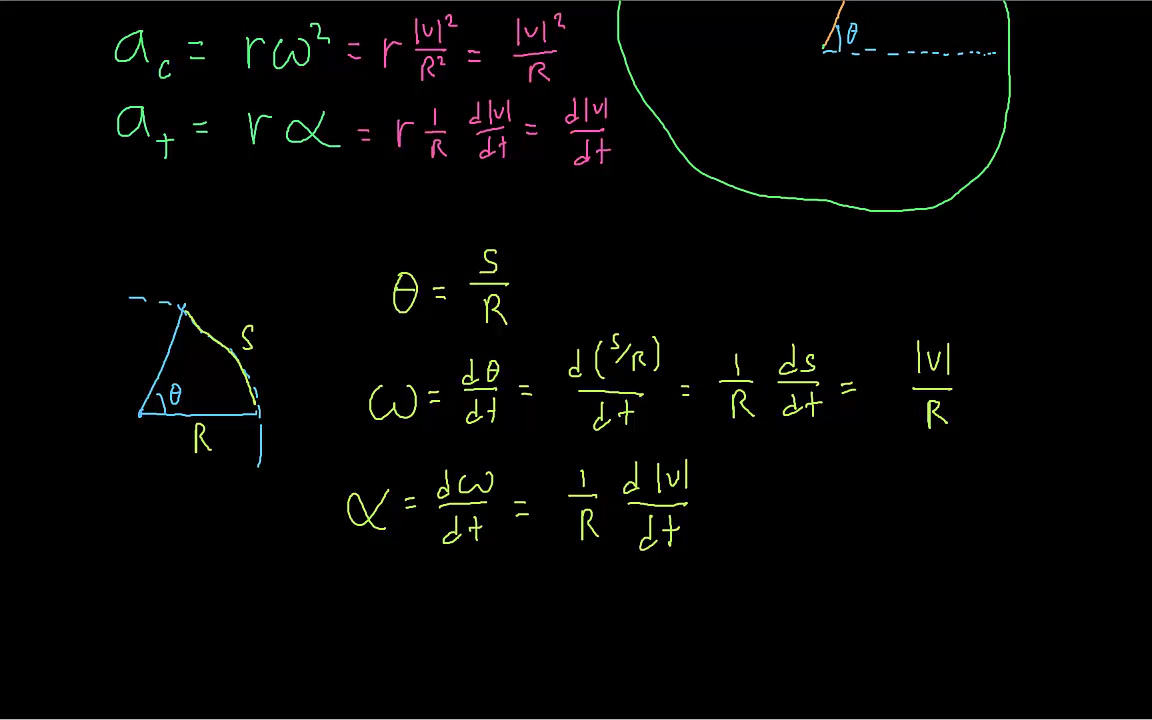 a_c = rω² = r |v|²/R² = |v|²/R
θ
a_t = rα = r 1/R d|v|/dt = d|v|/dt
θ = S/R
S
θ
R
ω = dθ/dt = d(S/R)/dt = 1/R ds/dt = |v|/R
α = dω/dt = 1/R d|v|/dt